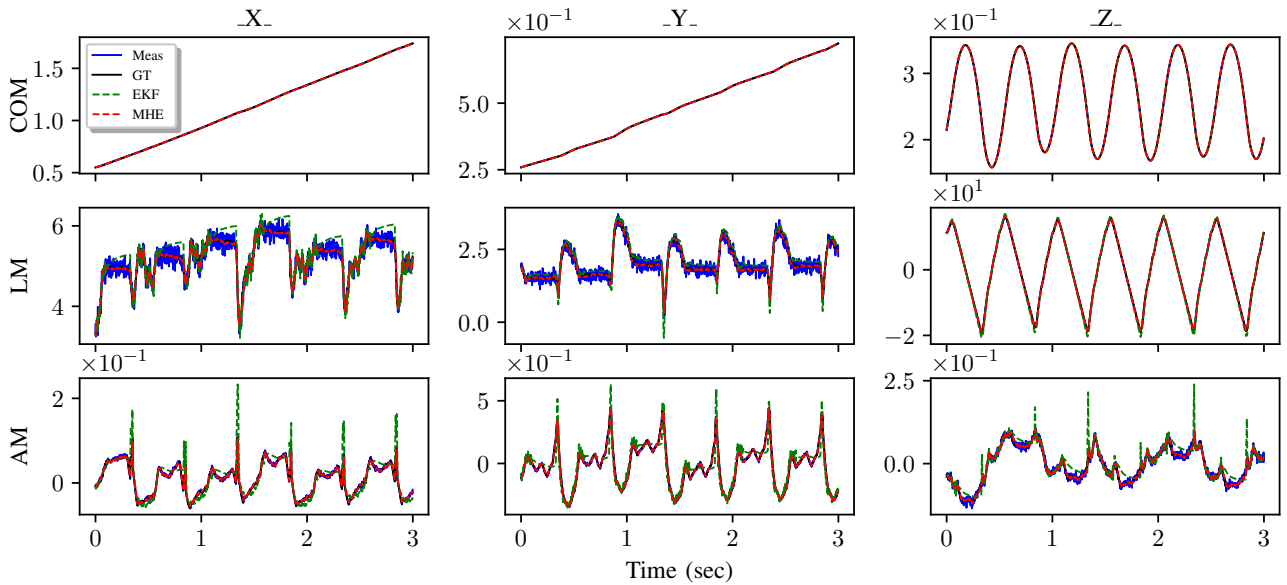 _X_ _Y_ _Z_
×10⁻¹ ×10⁻¹
COM
1.5
1.0
0.5
Meas
GT
EKF
MHE
5.0
2.5
3
2
×10¹
LM
6
4
2.5
0.0
0
−2
×10⁻¹ ×10⁻¹ ×10⁻¹
AM
2
0
5
0
2.5
0.0
0 1 2 3 0 1 2 3 0 1 2 3
Time (sec)